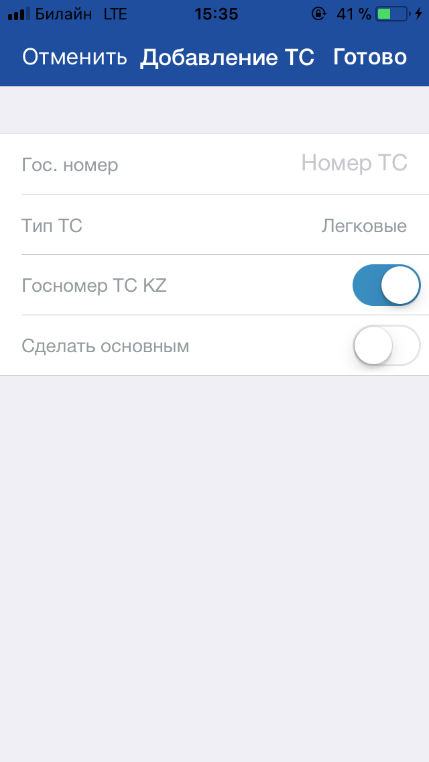 Билайн LTE 15:35 41 %
Отменить Добавление ТС Готово
Гос. номер Номер ТС
Тип ТС Легковые
Госномер ТС KZ
Сделать основным